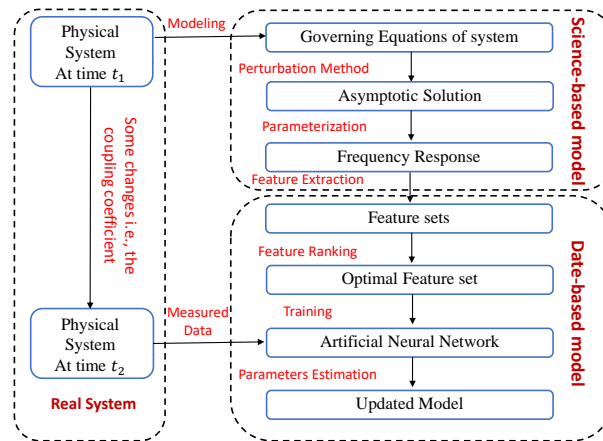 Physical
System
At time t₁
Modeling
Governing Equations of system
Perturbation Method
Asymptotic Solution
Parameterization
Frequency Response
Feature Extraction
Science-based model
Some changes i.e., the
coupling coefficient
Feature sets
Feature Ranking
Optimal Feature set
Training
Measured
Data
Physical
System
At time t₂
Artificial Neural Network
Parameters Estimation
Updated Model
Real System
Date-based model